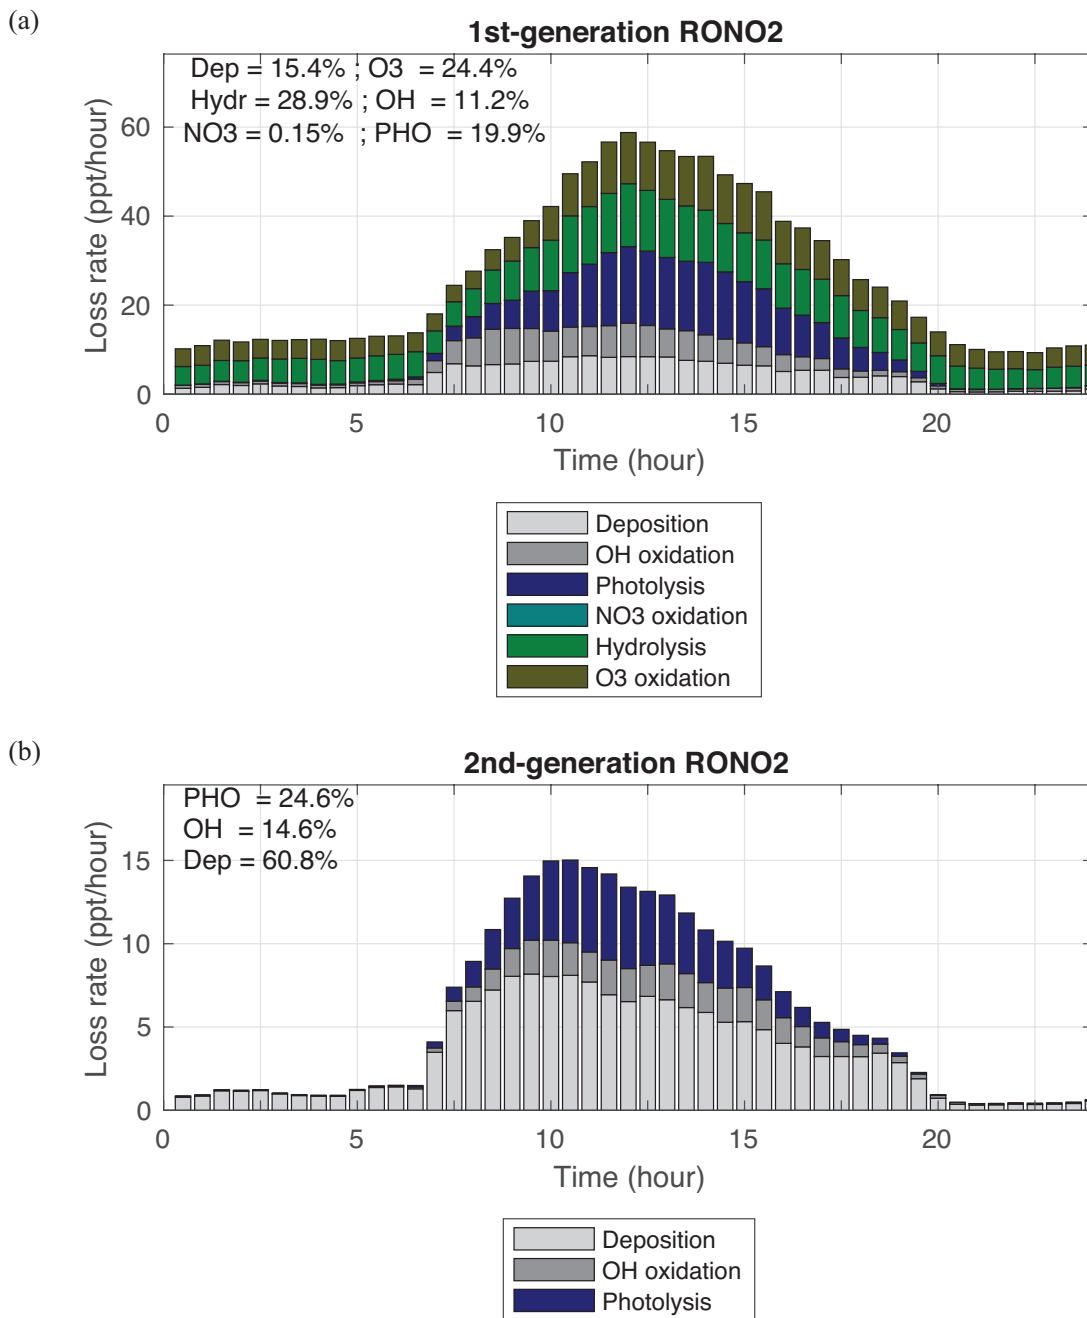 (a)
1st-generation RONO2
Dep = 15.4% ; O3 = 24.4%
Hydr = 28.9% ; OH = 11.2%
NO3 = 0.15% ; PHO = 19.9%
Loss rate (ppt/hour)
60
40
20
0
0 5 10 15 20
Time (hour)
Deposition
OH oxidation
Photolysis
NO3 oxidation
Hydrolysis
O3 oxidation
(b)
2nd-generation RONO2
PHO = 24.6%
OH = 14.6%
Dep = 60.8%
Loss rate (ppt/hour)
15
10
5
0
0 5 10 15 20
Time (hour)
Deposition
OH oxidation
Photolysis